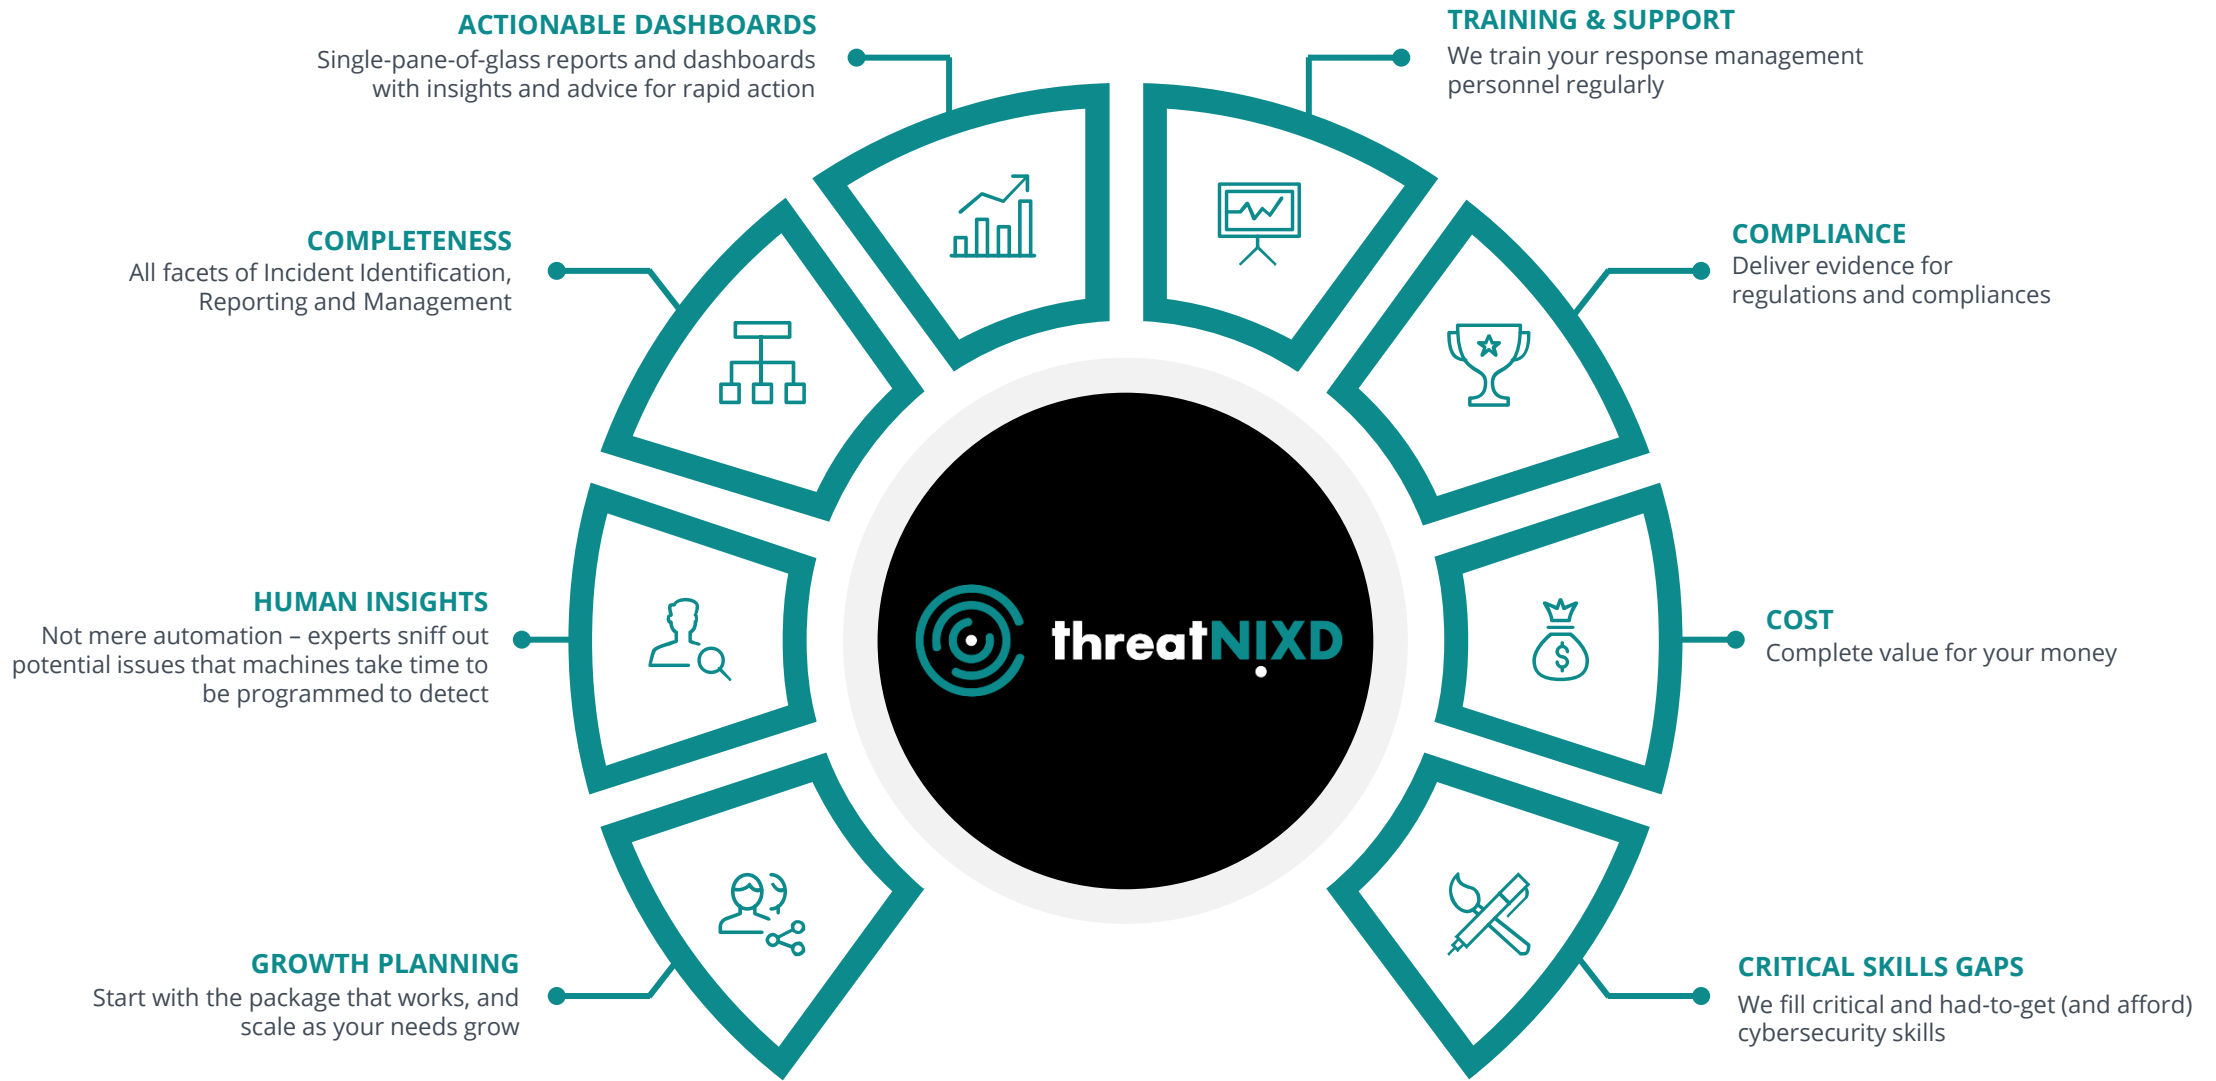 ACTIONABLE DASHBOARDS
Single-pane-of-glass reports and dashboards
with insights and advice for rapid action
TRAINING & SUPPORT
We train your response management
personnel regularly
COMPLETENESS
All facets of Incident Identification,
Reporting and Management
COMPLIANCE
Deliver evidence for
regulations and compliances
HUMAN INSIGHTS
Not mere automation – experts sniff out
potential issues that machines take time to
be programmed to detect
threatNIXD
COST
Complete value for your money
GROWTH PLANNING
Start with the package that works, and
scale as your needs grow
CRITICAL SKILLS GAPS
We fill critical and had-to-get (and afford)
cybersecurity skills
$